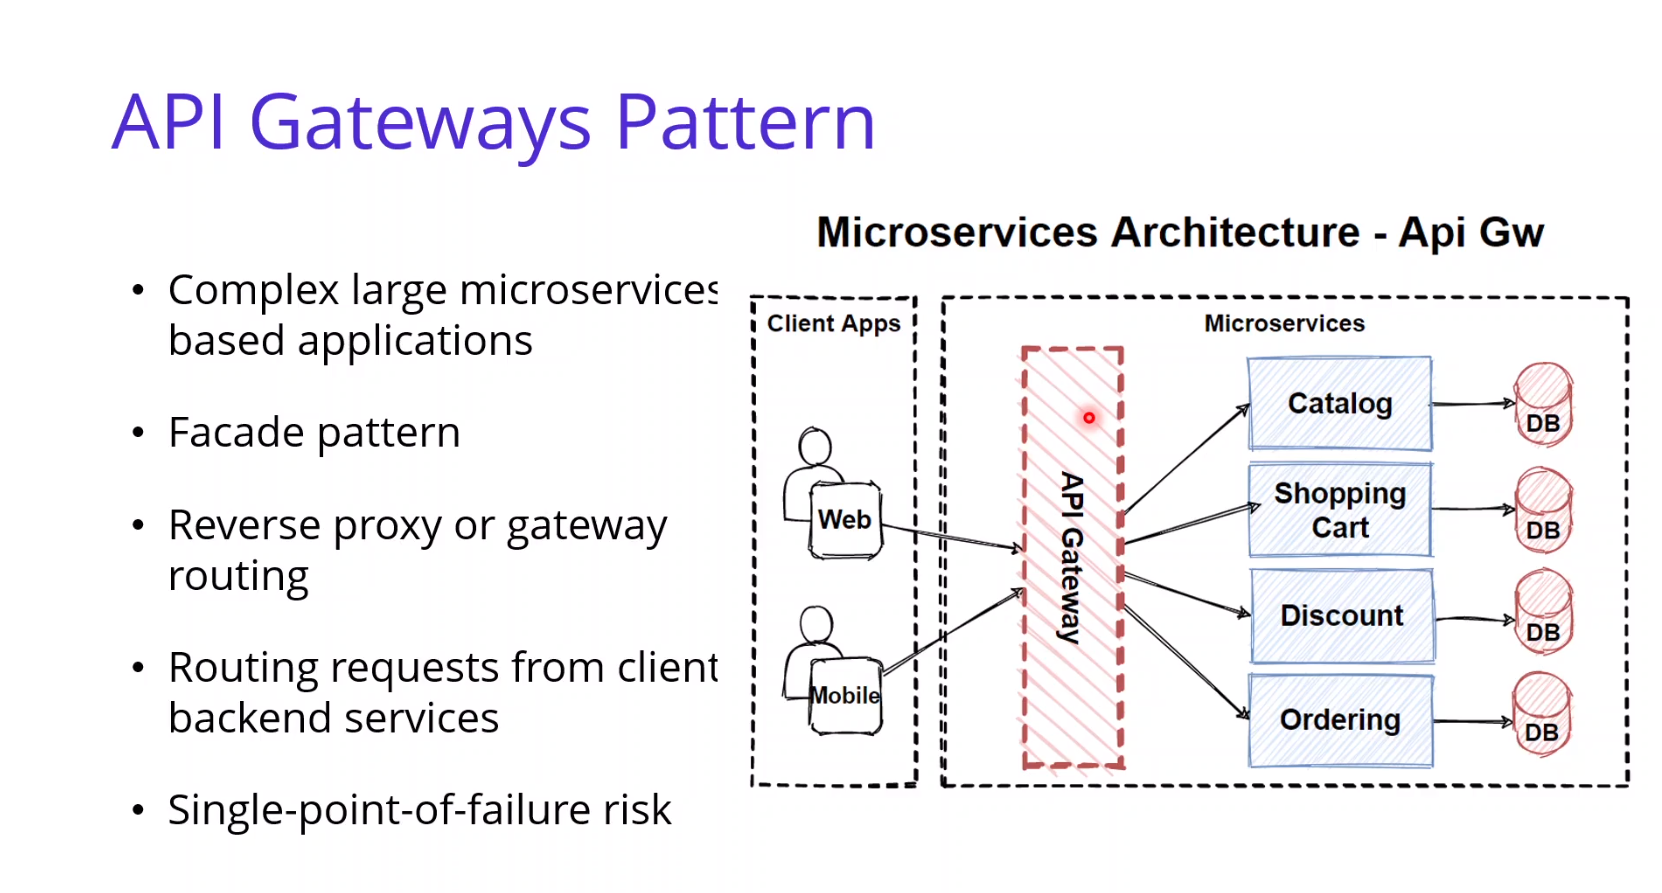 API Gateways Pattern
• Complex large microservices
based applications
• Facade pattern
• Reverse proxy or gateway
routing
• Routing requests from client
backend services
• Single-point-of-failure risk
Microservices Architecture - Api Gw
Client Apps
Web
Mobile
Microservices
API Gateway
Catalog
DB
Shopping
Cart
DB
Discount
DB
Ordering
DB